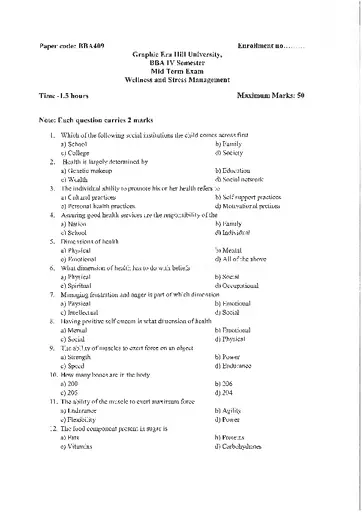 Paper code: BBA409 Enrollment no.........
Graphic Era Hill University,
BBA IV Semester
Mid Term Exam
Wellness and Stress Management
Time -1.5 hours Maximum Marks: 50
Note: Each question carries 2 marks
1. Which of the following social institutions the child comes across first
a) School b) Family
c) College d) Society
2. Health is largely determined by
a) Genetic makeup b) Education
c) Wealth d) Social network
3. The individual ability to promote his or her health refers to
a) Cultural practices b) Self support practices
c) Personal health practices d) Motivational
4. Assuring good health services are the responsibility of the
a) Nation b) Family
c) School d) Individual
5. Dimensions of health
a) Physical b) Mental
c) Emotional d) All of the above
6. What dimension of health has to do with beliefs
a) Physical b) Social
c) Spiritual d) Occupational
7. Managing frustration and anger is part of which dimension
a) Physical b) Emotional
c) Intellectual d) Social
8. Having positive self esteem is what dimension of health
a) Mental b) Emotional
c) Social d) Physical
9. The ability of muscles to exert force on an object
a) Strength b) Power
c) Speed d) Endurance
10. How many bones are in the body
a) 200 b) 206
c) 205 d) 204
11. The ability of the muscle to exert maximum force
a) Endurance b) Agility
c) Flexibility d) Power
12. The food component present in sugar is
a) Fats b) Proteins
c) Vitamins d) Carbohydrates